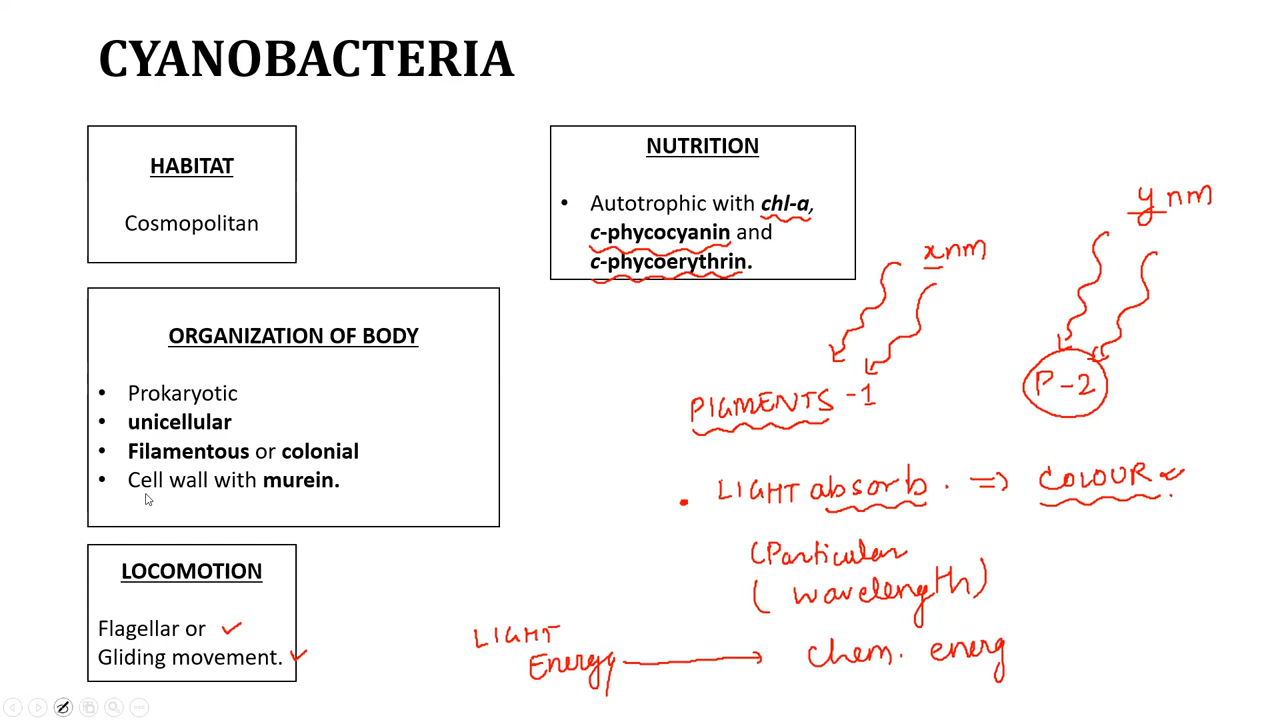 CYANOBACTERIA
HABITAT
Cosmopolitan
ORGANIZATION OF BODY
• Prokaryotic
• unicellular
• Filamentous or colonial
• Cell wall with murein.
LOCOMOTION
Flagellar or
Gliding movement.
NUTRITION
• Autotrophic with chl-a,
c-phycocyanin and
c-phycoerythrin.
x nm
y nm
PIGMENTS -1
P-2
• LIGHT absorb. => COLOUR
(Particular
( wavelength)
LIGHT
Energy
chem. energ